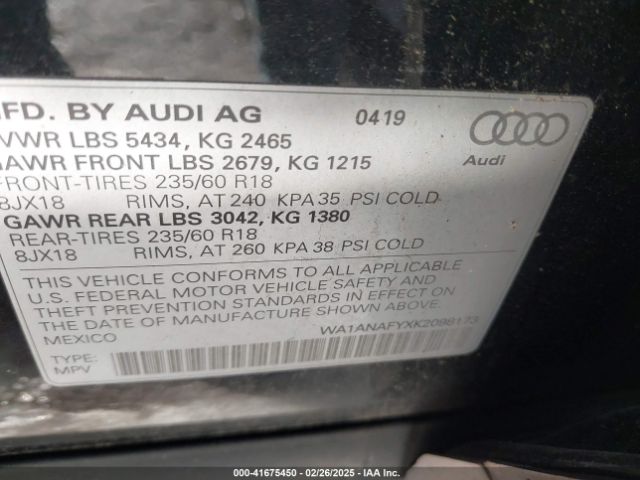 MFD. BY AUDI AG 0419
VWR LBS 5434, KG 2465
GAWR FRONT LBS 2679, KG 1215
FRONT-TIRES 235/60 R18
8JX18 RIMS, AT 240 KPA 35 PSI COLD
GAWR REAR LBS 3042, KG 1380
REAR-TIRES 235/60 R18
8JX18 RIMS, AT 260 KPA 38 PSI COLD
Audi
THIS VEHICLE CONFORMS TO ALL APPLICABLE
U.S. FEDERAL MOTOR VEHICLE SAFETY AND
THEFT PREVENTION STANDARDS IN EFFECT ON
THE DATE OF MANUFACTURE SHOWN ABOVE.
MEXICO
WA1ANAFYXK2098173
TYPE:
MPV
000-41675450 - 02/26/2025 - IAA Inc.